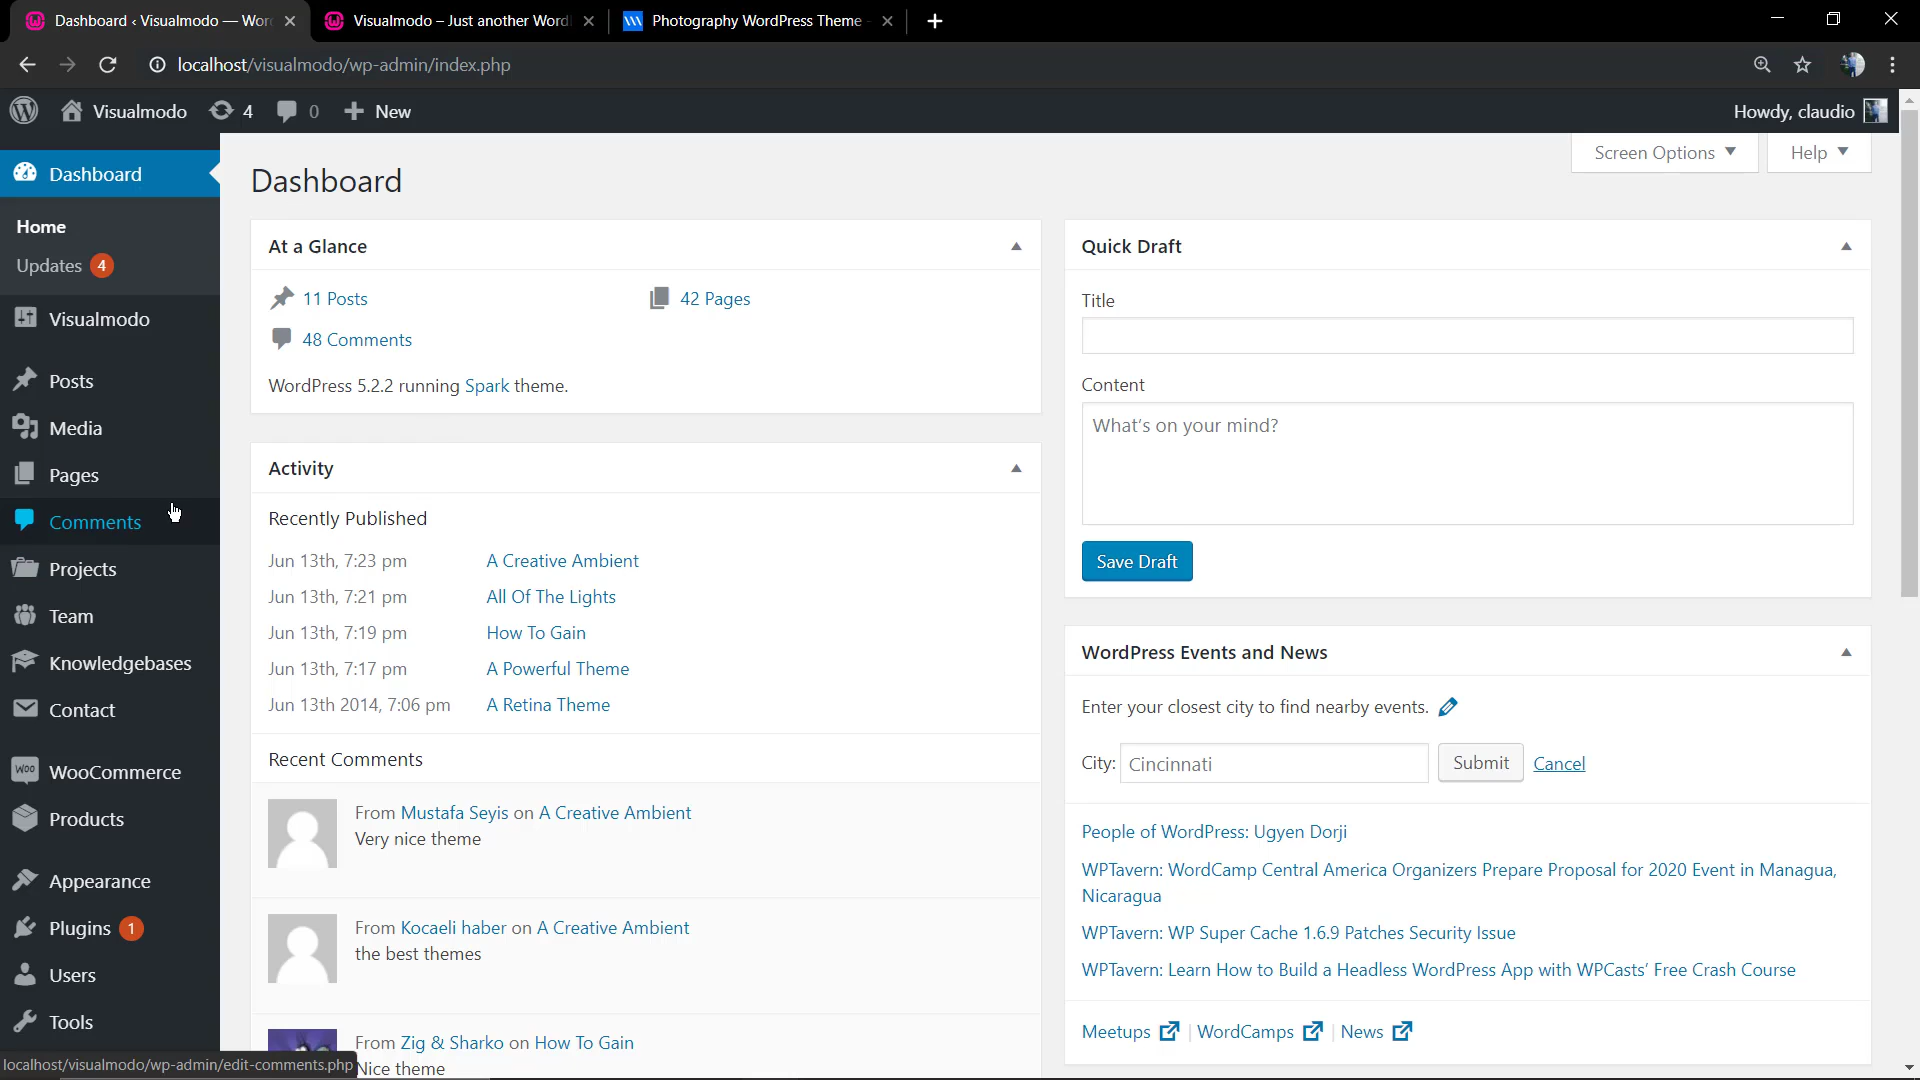 Dashboard ‹ Visualmodo — Wor
Visualmodo – Just another Word
Photography WordPress Theme
localhost/visualmodo/wp-admin/index.php
Visualmodo
4
0
New
Howdy, claudio
Screen Options
Help
Dashboard
Home
Updates 4
Visualmodo
Posts
Media
Pages
Comments
Projects
Team
Knowledgebases
Contact
WooCommerce
Products
Appearance
Plugins 1
Users
Tools
localhost/visualmodo/wp-admin/edit-comments.php
Dashboard
At a Glance
11 Posts
42 Pages
48 Comments
WordPress 5.2.2 running Spark theme.
Activity
Recently Published
Jun 13th, 7:23 pm A Creative Ambient
Jun 13th, 7:21 pm All Of The Lights
Jun 13th, 7:19 pm How To Gain
Jun 13th, 7:17 pm A Powerful Theme
Jun 13th 2014, 7:06 pm A Retina Theme
Recent Comments
From Mustafa Seyis on A Creative Ambient
Very nice theme
From Kocaeli haber on A Creative Ambient
the best themes
From Zig & Sharko on How To Gain
Nice theme
Quick Draft
Title
Content
What's on your mind?
Save Draft
WordPress Events and News
Enter your closest city to find nearby events.
City: Cincinnati Submit Cancel
People of WordPress: Ugyen Dorji
WPTavern: WordCamp Central America Organizers Prepare Proposal for 2020 Event in Managua,
Nicaragua
WPTavern: WP Super Cache 1.6.9 Patches Security Issue
WPTavern: Learn How to Build a Headless WordPress App with WPCasts' Free Crash Course
Meetups | WordCamps | News